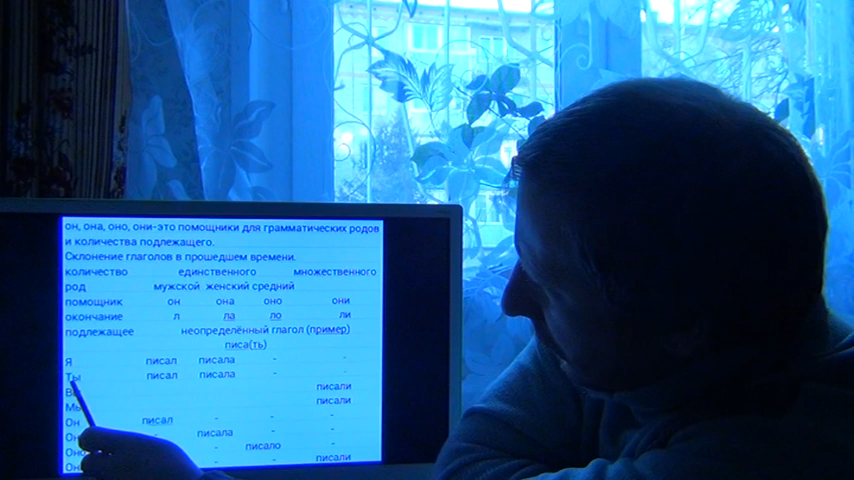 он, она, оно, они-это помощники для грамматических родов
и количества подлежащего.
Склонение глаголов в прошедшем времени.
количество единственного множественного
род мужской женский средний
помощник он она оно они
окончание л ла ло ли
подлежащее неопределённый глагол (пример)
писа(ть)
Я писал писала - -
Ты писал писала - -
писали
Мы писали
Он писал - - -
- писала - -
Оно - - писало -
- - писали